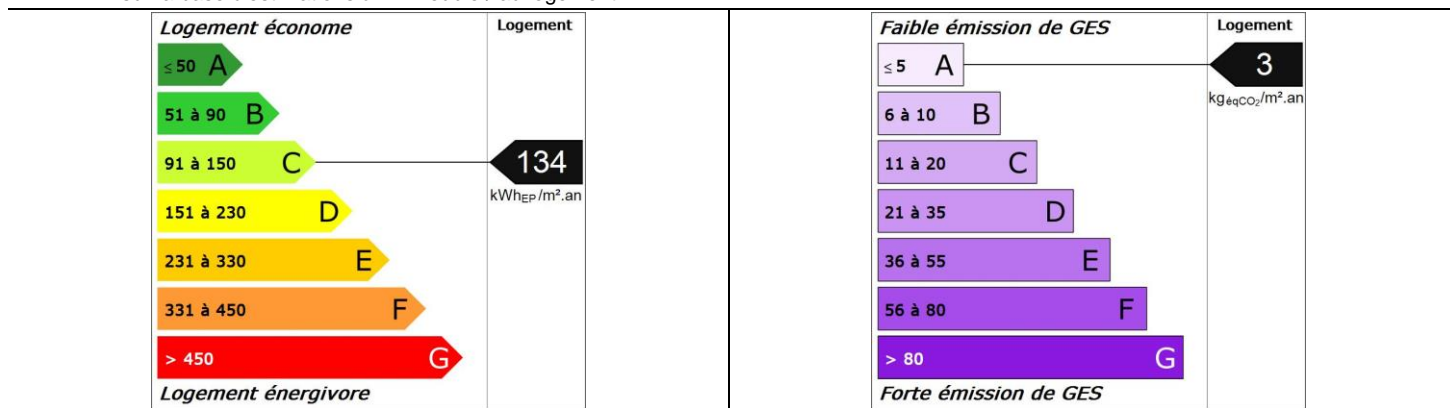 Logement économe
Logement
≤ 50 A
51 à 90 B
91 à 150 C
134
kWhEP/m².an
151 à 230 D
231 à 330 E
331 à 450 F
> 450 G
Logement énergivore
Faible émission de GES
Logement
≤ 5 A
3
kgéqCO2/m².an
6 à 10 B
11 à 20 C
21 à 35 D
36 à 55 E
56 à 80 F
> 80 G
Forte émission de GES